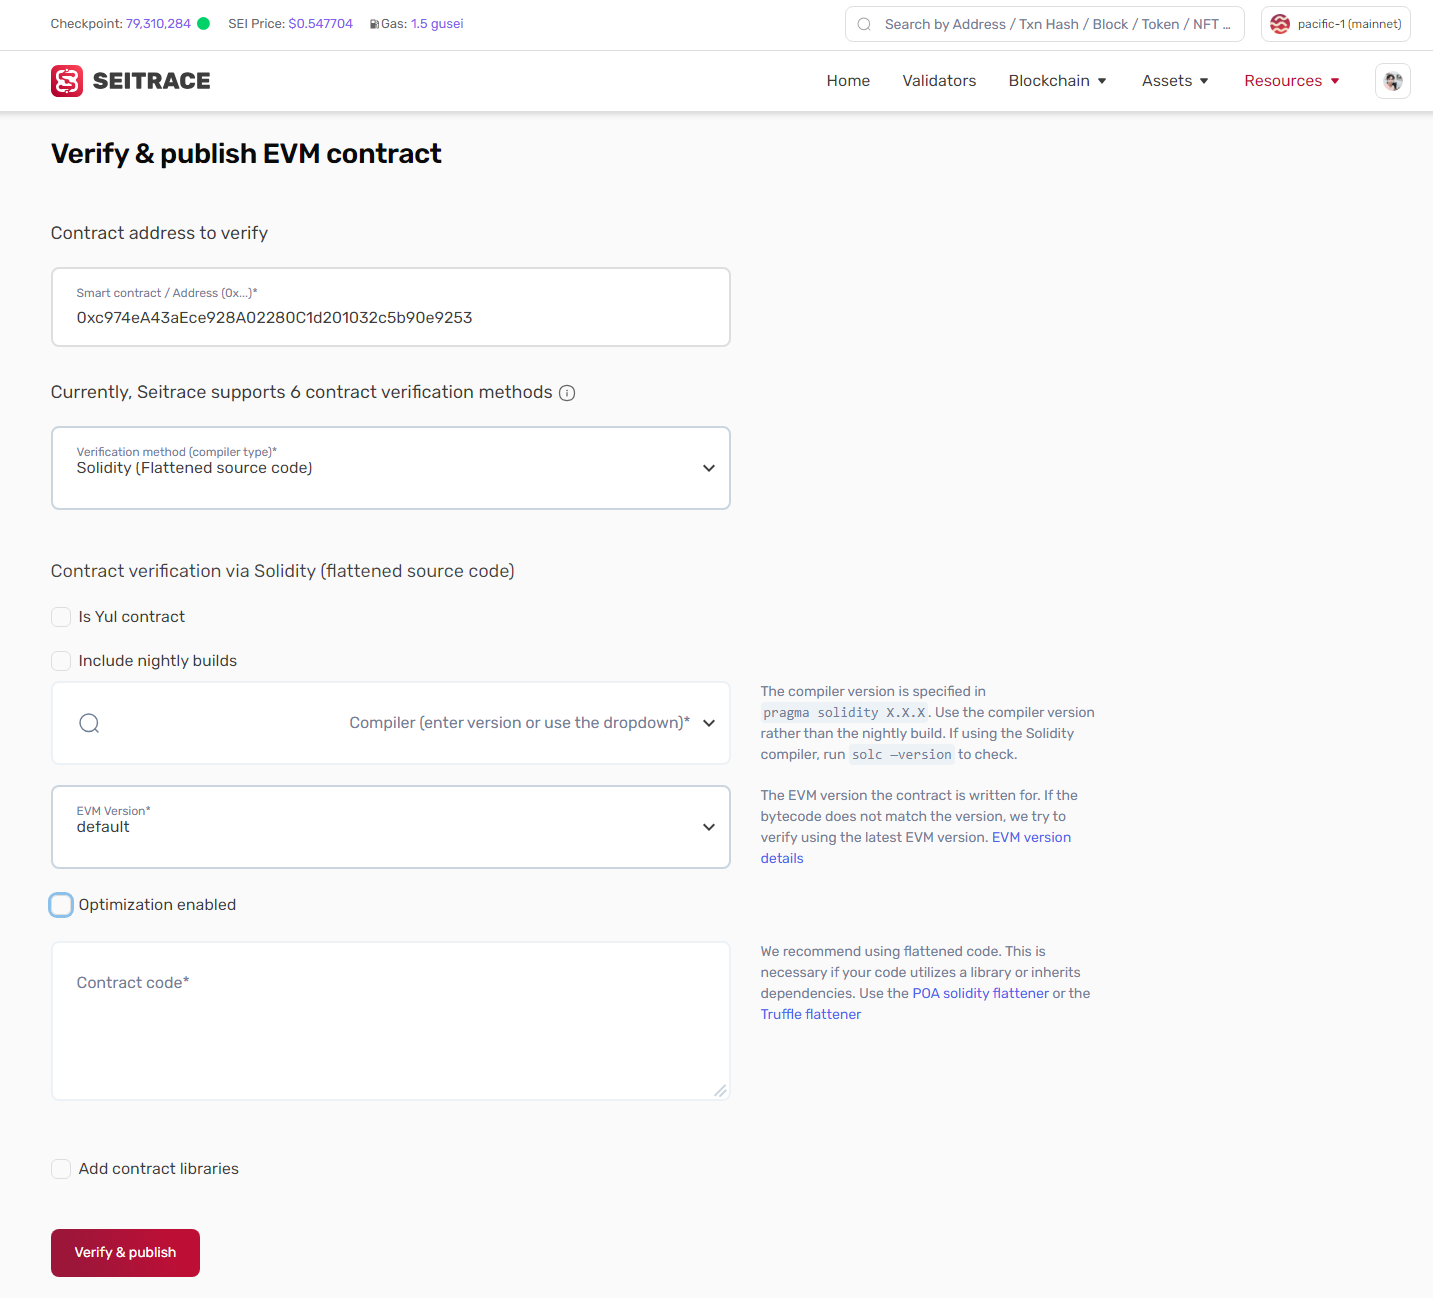 Checkpoint: 79,310,284 SEI Price: $0.547704 Gas: 1.5 gusei
Search by Address / Txn Hash / Block / Token / NFT ...
pacific-1 (mainnet)
SEITRACE
Home Validators Blockchain Assets Resources
Verify & publish EVM contract
Contract address to verify
Smart contract / Address (0x...)*
0xc974eA43aEce928A02280C1d201032c5b90e9253
Currently, Seitrace supports 6 contract verification methods
Verification method (compiler type)*
Solidity (Flattened source code)
Contract verification via Solidity (flattened source code)
Is Yul contract
Include nightly builds
Compiler (enter version or use the dropdown)*
The compiler version is specified in
pragma solidity X.X.X. Use the compiler version
rather than the nightly build. If using the Solidity
compiler, run solc —version to check.
EVM Version*
default
The EVM version the contract is written for. If the
bytecode does not match the version, we try to
verify using the latest EVM version. EVM version
details
Optimization enabled
Contract code*
We recommend using flattened code. This is
necessary if your code utilizes a library or inherits
dependencies. Use the POA solidity flattener or the
Truffle flattener
Add contract libraries
Verify & publish